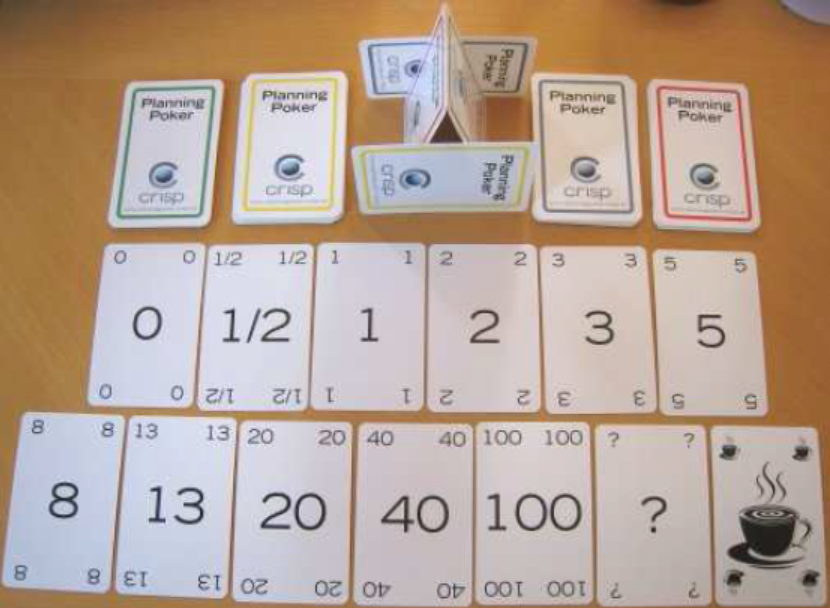 Planning
Poker
crisp
Planning
Poker
crisp
crisp
Planning
Poker
crisp
Planning
Poker
Planning
Poker
crisp
Planning
Poker
crisp
0 0
0
0 0
1/2 1/2
1/2
1/2 1/2
1 1
1
1 1
2 2
2
2 2
3 3
3
3 3
5 5
5
5 5
8 8
8
8 8
13 13
13
13 13
20 20
20
20 20
40 40
40
40 40
100 100
100
100 100
? ?
?
? ?